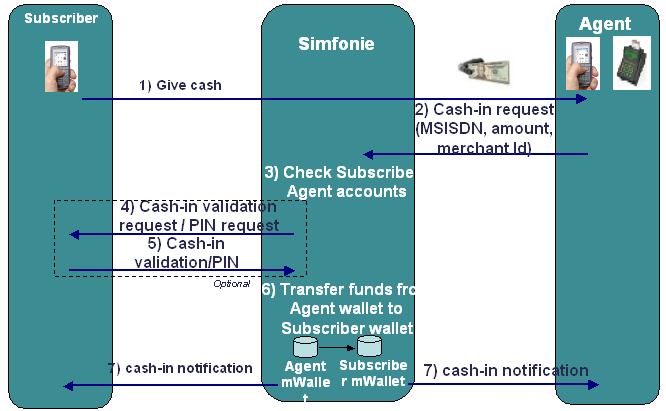 Subscriber
Simfonie
Agent
1) Give cash
2) Cash-in request
(MSISDN, amount,
merchant Id)
3) Check Subscribe
Agent accounts
4) Cash-in validation
request / PIN request
5) Cash-in
validation/PIN
Optional
6) Transfer funds fro
Agent wallet to
Subscriber wallet
Agent
mWalle
t
Subscribe
r mWallet
7) cash-in notification
7) cash-in notification